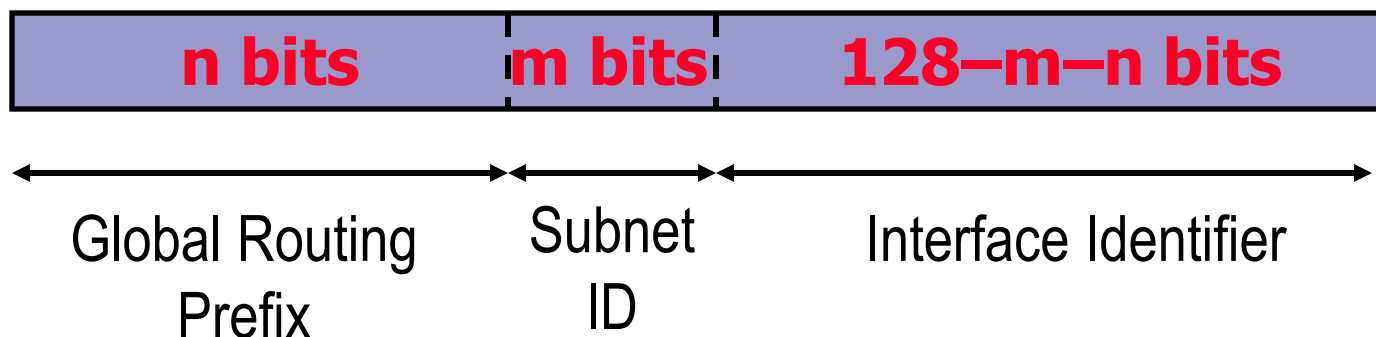 n bits m bits 128–m–n bits
Global Routing Prefix
Subnet ID
Interface Identifier